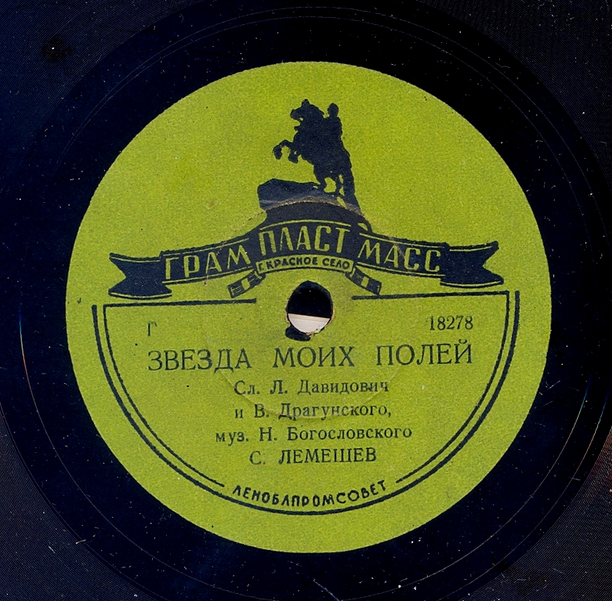 ГРАМ ПЛАСТ МАСС
Г. КРАСНОЕ СЕЛО
Г 18278
ЗВЕЗДА МОИХ ПОЛЕЙ
Сл. Л. Давидович
и В. Драгунского,
муз. Н. Богословского
С. ЛЕМЕШЕВ
ЛЕНОБЛПРОМСОВЕТ